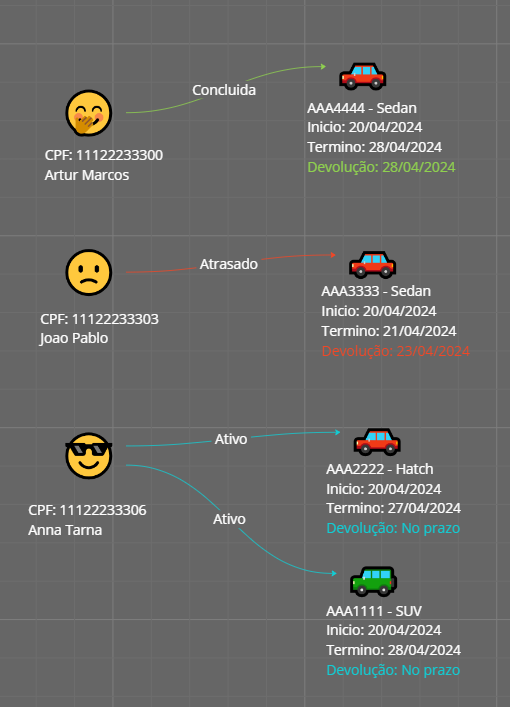 Concluida
AAA4444 - Sedan
Inicio: 20/04/2024
Termino: 28/04/2024
Devolução: 28/04/2024
CPF: 11122233300
Artur Marcos
Atrasado
AAA3333 - Sedan
Inicio: 20/04/2024
Termino: 21/04/2024
Devolução: 23/04/2024
CPF: 11122233303
Joao Pablo
Ativo
AAA2222 - Hatch
Inicio: 20/04/2024
Termino: 27/04/2024
Devolução: No prazo
CPF: 11122233306
Anna Tarna
Ativo
AAA1111 - SUV
Inicio: 20/04/2024
Termino: 28/04/2024
Devolução: No prazo